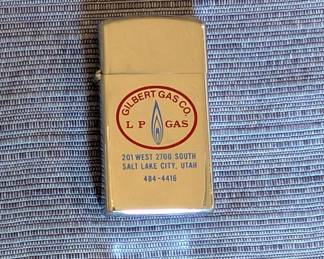 GILBERT GAS CO.
L P GAS
201 WEST 2700 SOUTH
SALT LAKE CITY, UTAH
484-4416